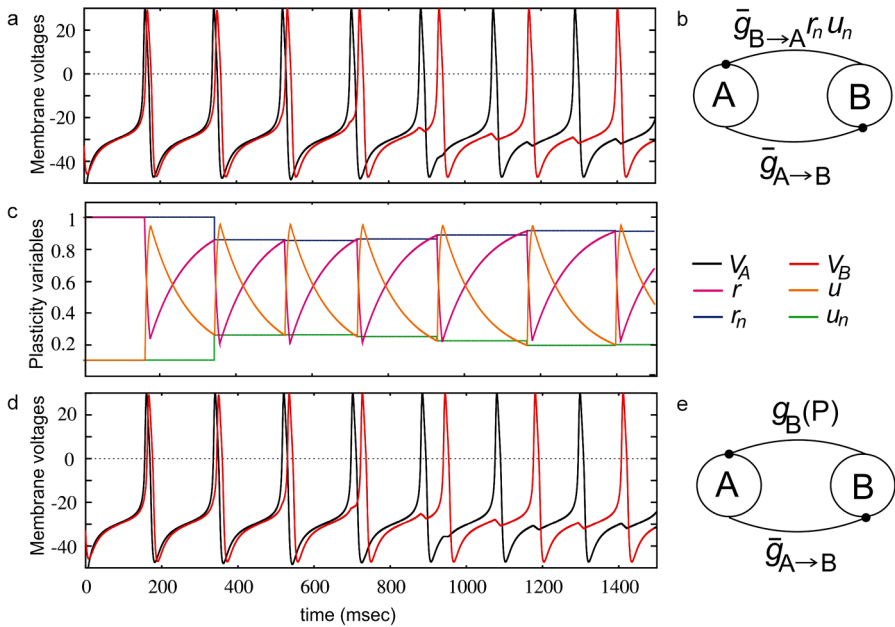 a
Membrane voltages
20
0
-20
-40
b
ḡB→A rn un
A
B
ḡA→B
c
Plasticity variables
1
0.8
0.6
0.4
0.2
VA
VB
r
u
rn
un
d
Membrane voltages
20
0
-20
-40
0
200
400
600
800
1000
1200
1400
time (msec)
e
gB(P)
A
B
ḡA→B